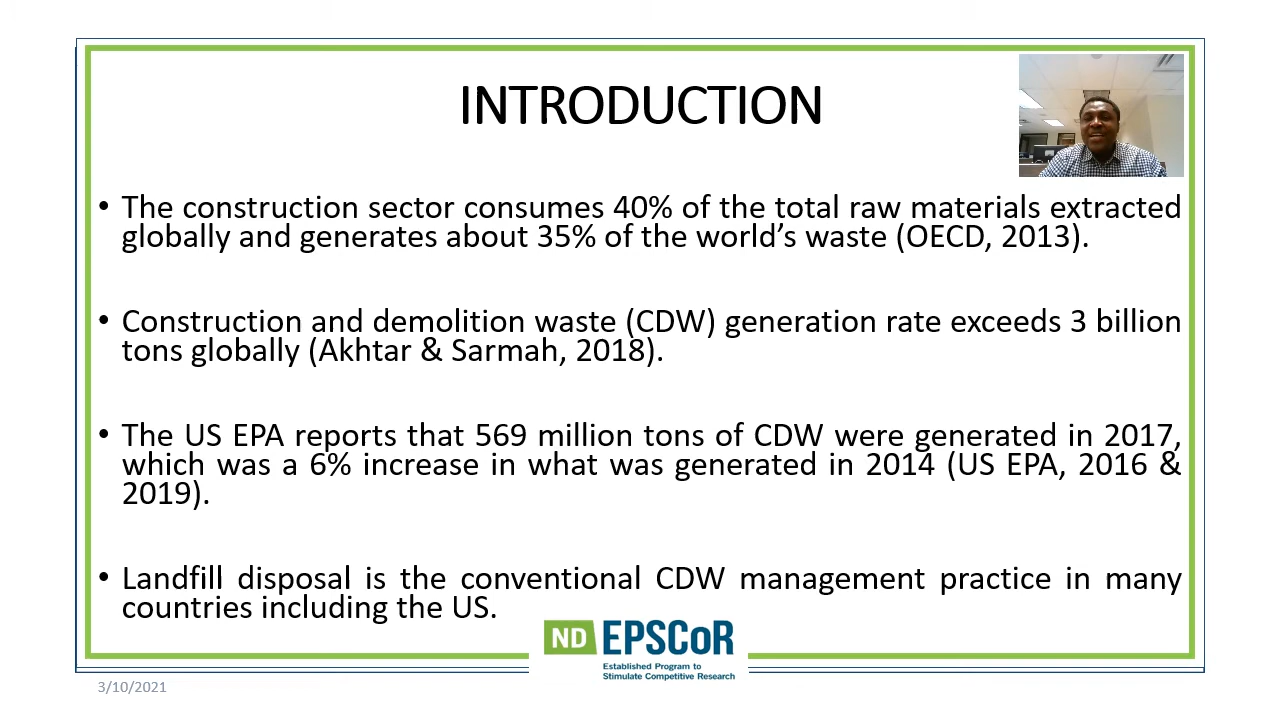 INTRODUCTION
• The construction sector consumes 40% of the total raw materials extracted
globally and generates about 35% of the world’s waste (OECD, 2013).
• Construction and demolition waste (CDW) generation rate exceeds 3 billion
tons globally (Akhtar & Sarmah, 2018).
• The US EPA reports that 569 million tons of CDW were generated in 2017,
which was a 6% increase in what was generated in 2014 (US EPA, 2016 &
2019).
• Landfill disposal is the conventional CDW management practice in many
countries including the US.
ND EPSCoR
Established Program to
Stimulate Competitive Research
3/10/2021